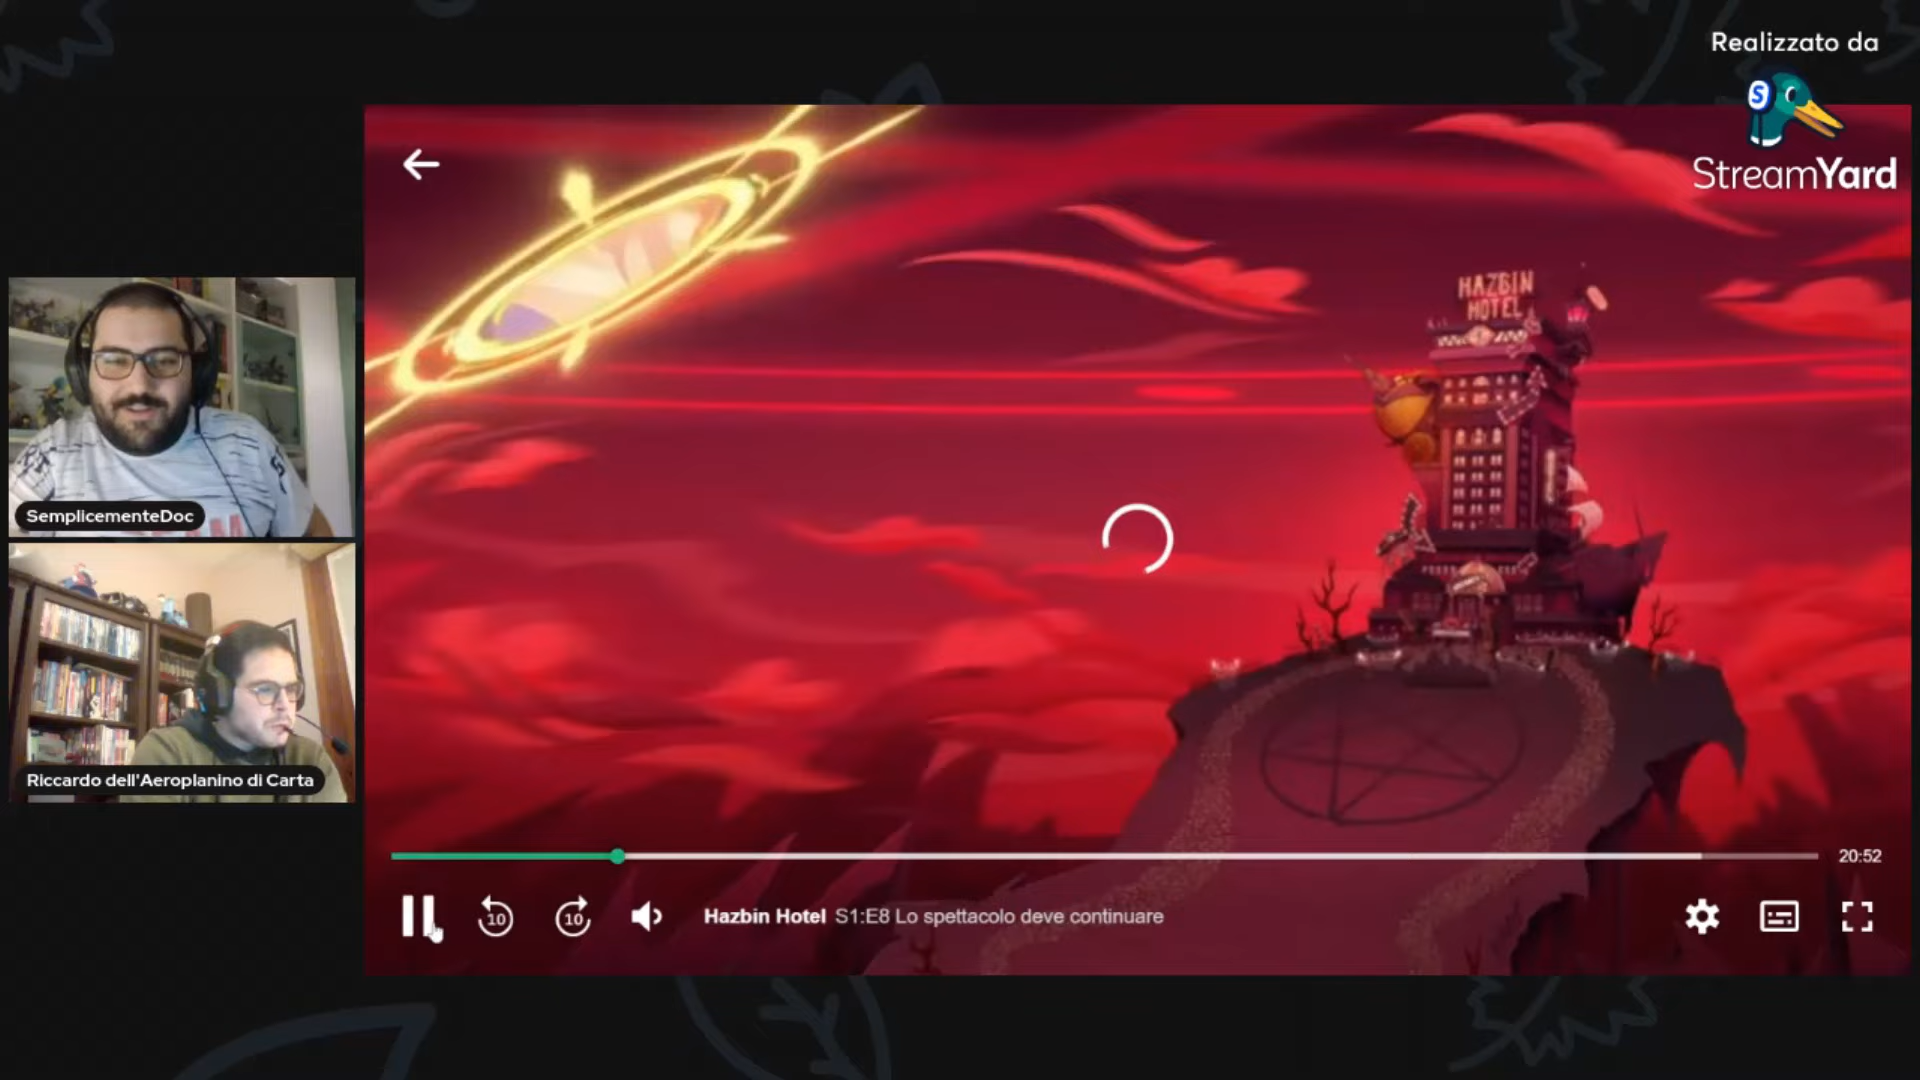 Realizzato da
S
StreamYard
HAZBIN
HOTEL
SemplicementeDoc
Riccardo dell'Aeroplanino di Carta
20:52
10
10
Hazbin Hotel S1:E8 Lo spettacolo deve continuare